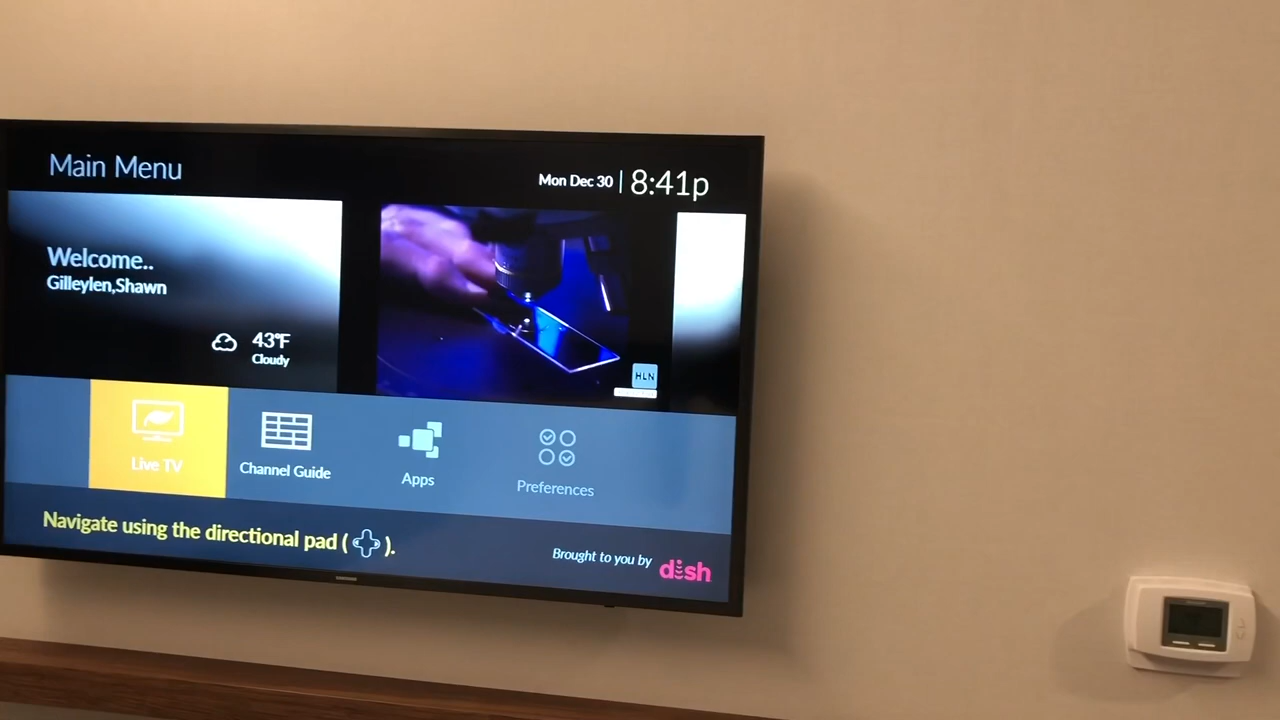 Main Menu
Mon Dec 30 | 8:41p
Welcome..
Gilleylen,Shawn
43°F
Cloudy
HLN
Live TV
Channel Guide
Apps
Preferences
Navigate using the directional pad ( ).
Brought to you by dish